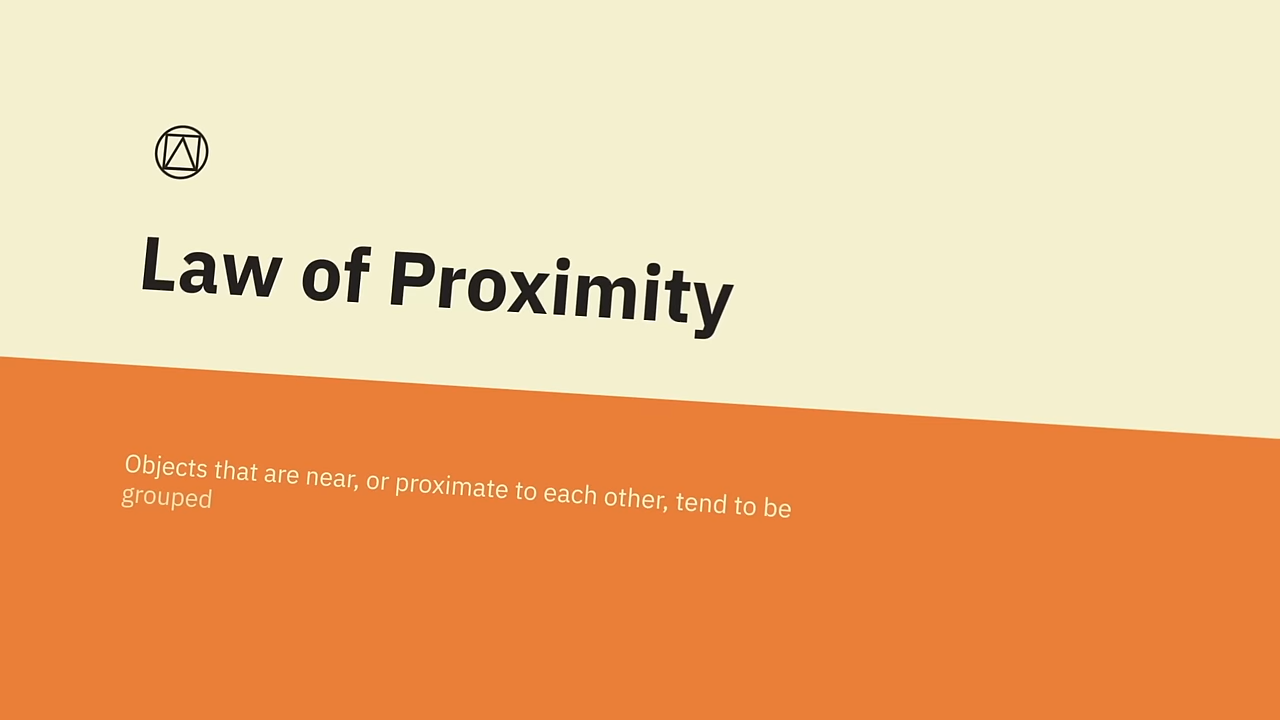 Law of Proximity
Objects that are near, or proximate to each other, tend to be
grouped